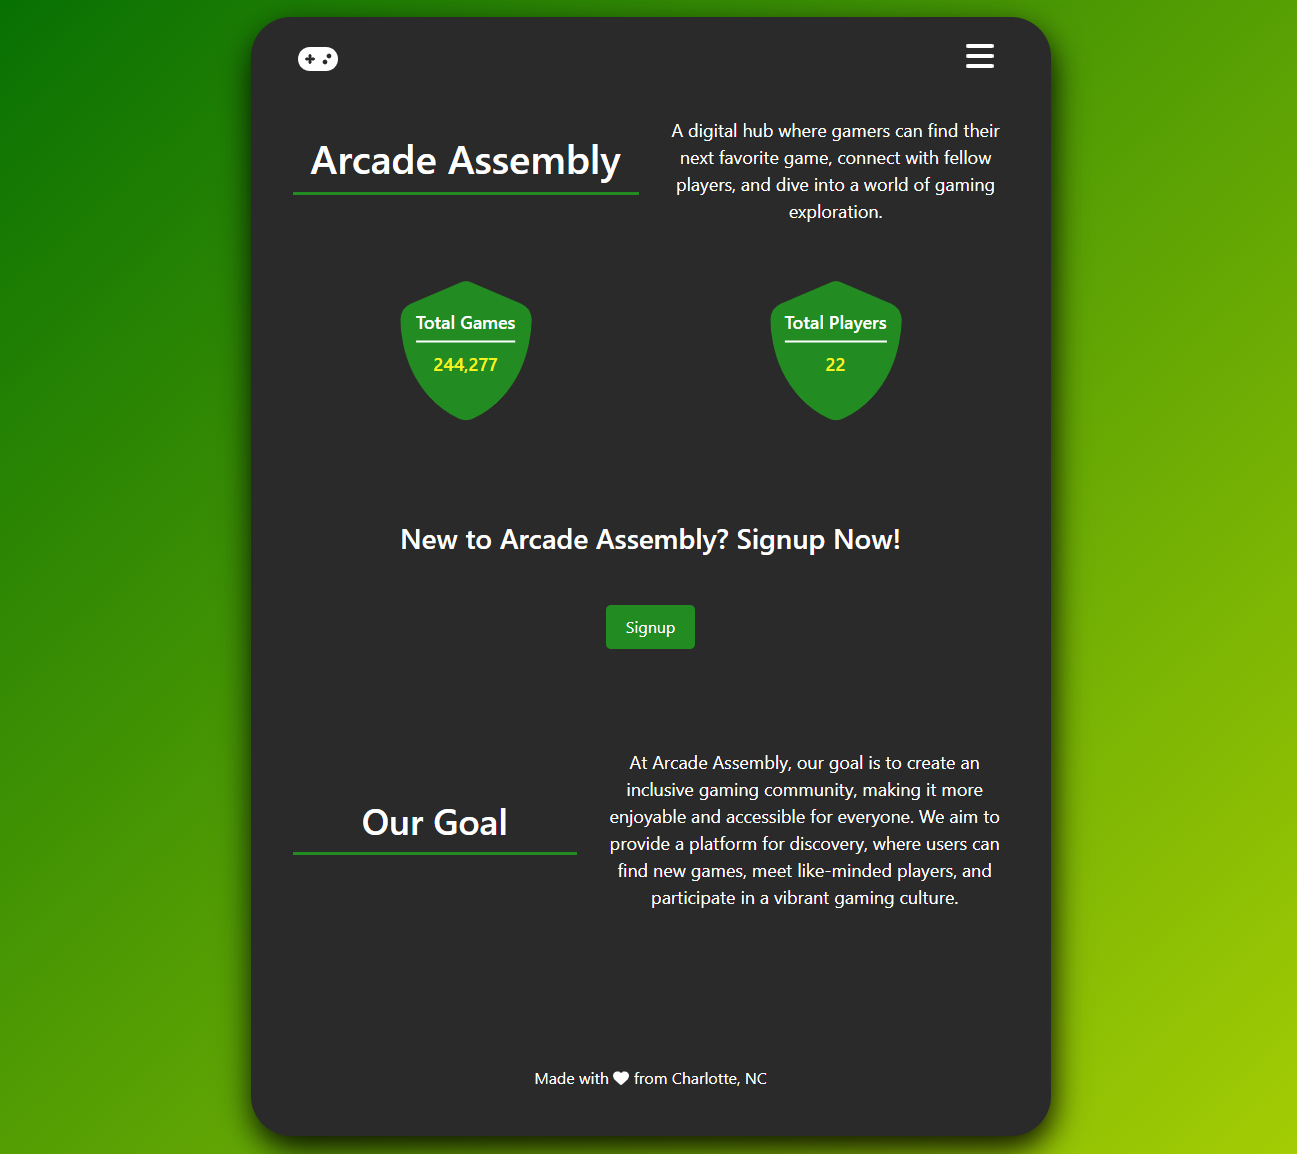 Arcade Assembly
A digital hub where gamers can find their
next favorite game, connect with fellow
players, and dive into a world of gaming
exploration.
Total Games
244,277
Total Players
22
New to Arcade Assembly? Signup Now!
Signup
Our Goal
At Arcade Assembly, our goal is to create an
inclusive gaming community, making it more
enjoyable and accessible for everyone. We aim to
provide a platform for discovery, where users can
find new games, meet like-minded players, and
participate in a vibrant gaming culture.
Made with from Charlotte, NC